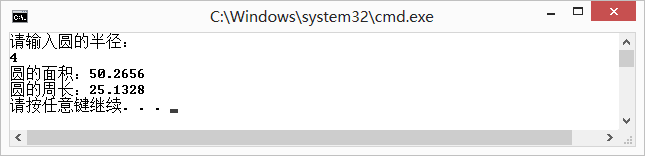 C:\Windows\system32\cmd.exe
请输入圆的半径：
4
圆的面积：50.2656
圆的周长：25.1328
请按任意键继续. . .